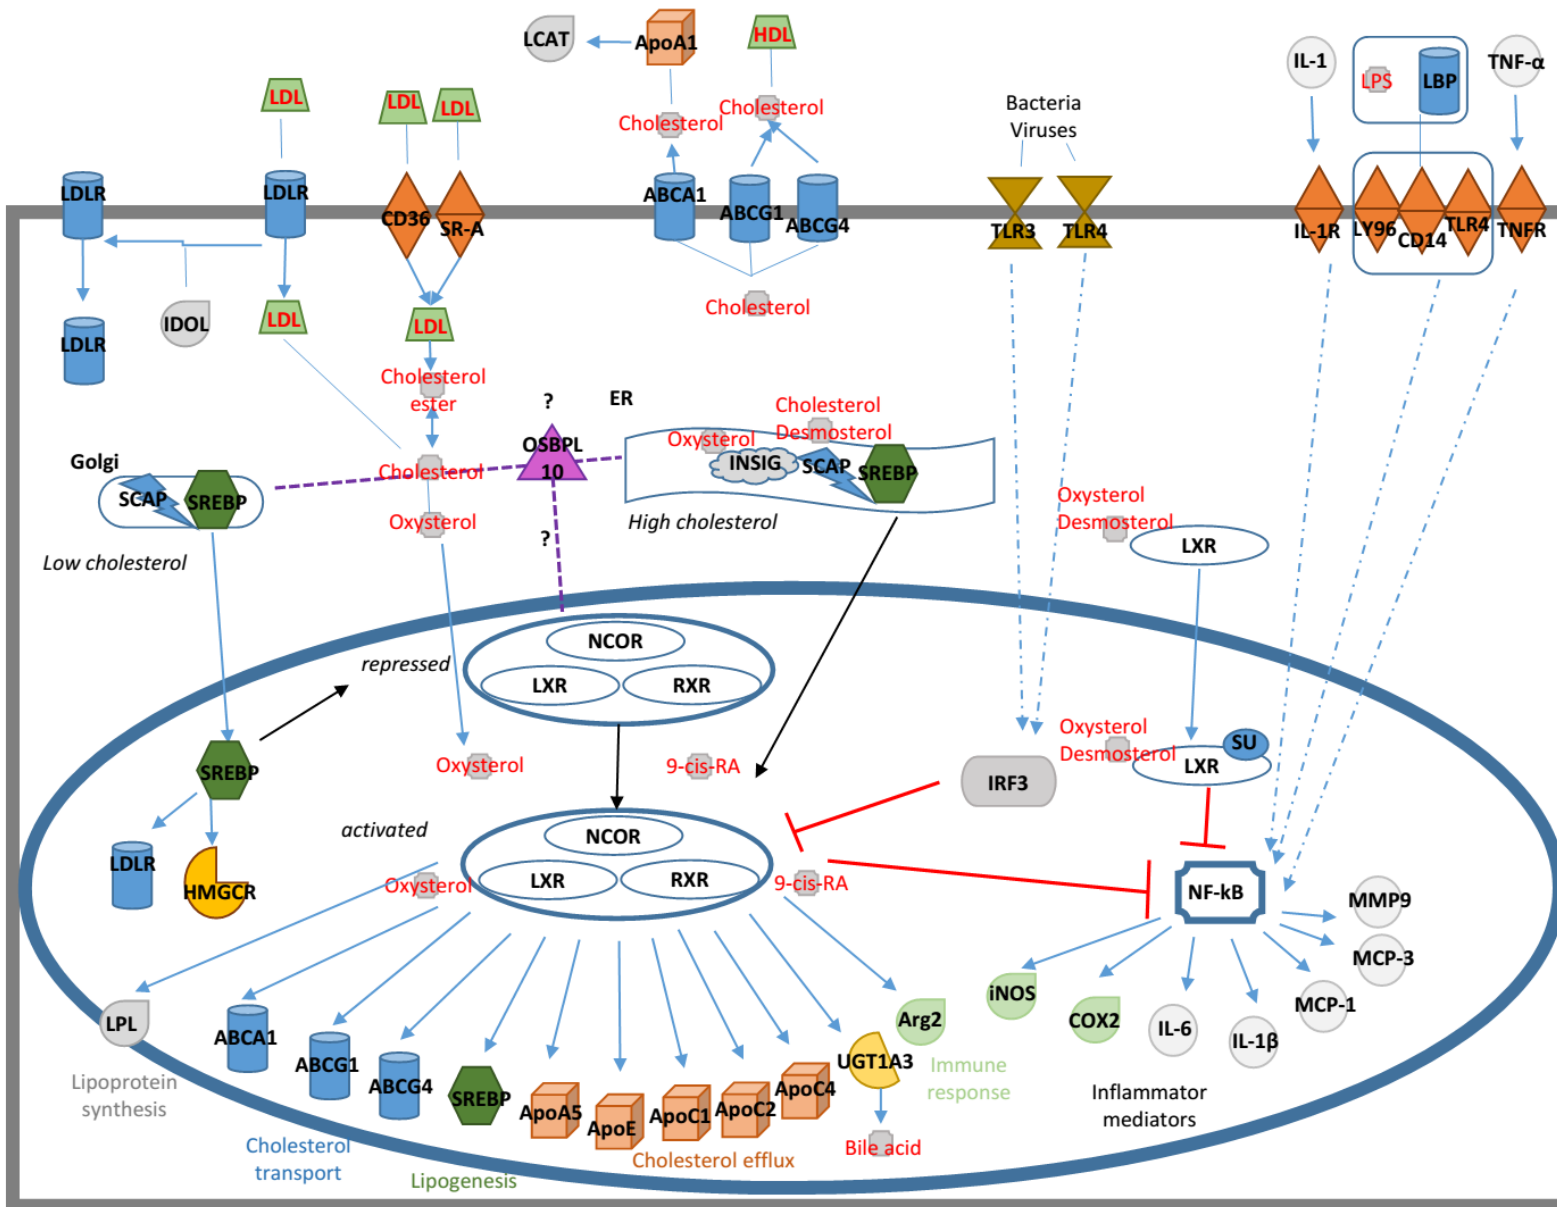 LCAT
ApoA1
HDL
IL-1
LPS
LBP
TNF-α
LDL
LDL
LDL
Cholesterol
Cholesterol
Bacteria
Viruses
LDLR
LDLR
CD36
SR-A
ABCA1
ABCG1
ABCG4
TLR3
TLR4
IL-1R
LY96
CD14
TLR4
TNFR
IDOL
LDL
LDL
Cholesterol
LDLR
Cholesterol
ester
?
ER
Cholesterol
Desmosterol
Oxysterol
OSBPL
10
INSIG
SCAP
SREBP
Golgi
SCAP
SREBP
Cholesterol
Oxysterol
High cholesterol
?
Low cholesterol
Oxysterol
Desmosterol
LXR
NCOR
repressed
LXR
RXR
SREBP
Oxysterol
9-cis-RA
IRF3
Oxysterol
Desmosterol
SU
LXR
activated
NCOR
LDLR
HMGCR
Oxysterol
LXR
RXR
9-cis-RA
NF-kB
MMP9
MCP-3
MCP-1
iNOS
COX2
IL-6
IL-1β
LPL
ABCA1
ABCG1
ABCG4
SREBP
ApoA5
ApoE
ApoC1
ApoC2
ApoC4
UGT1A3
Arg2
Immune
response
Inflammator
mediators
Lipoprotein
synthesis
Cholesterol
transport
Lipogenesis
Cholesterol efflux
Bile acid